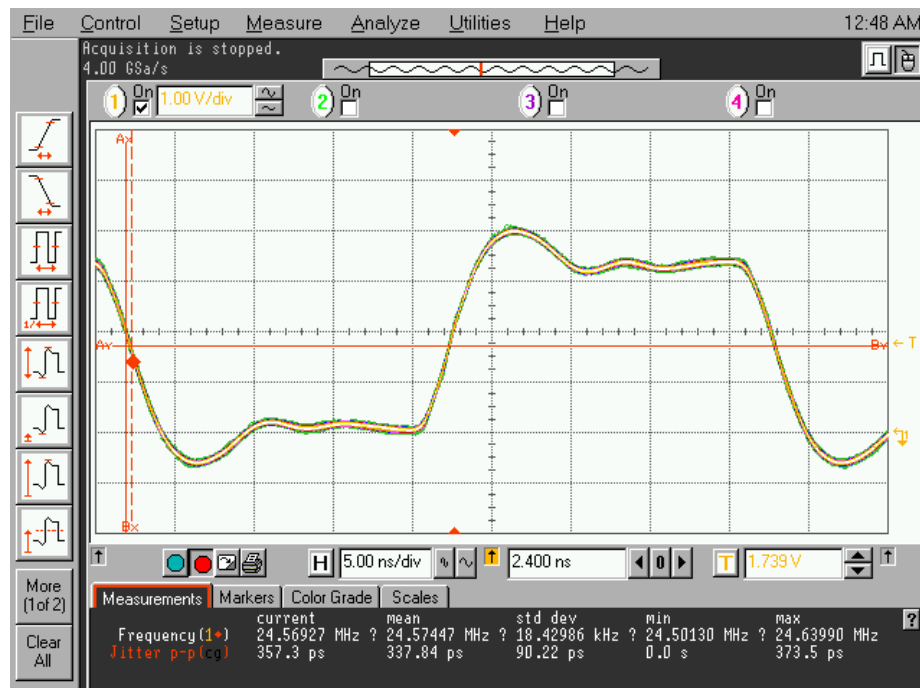 File Control Setup Measure Analyze Utilities Help 12:48 AM
Acquisition is stopped.
4.00 GSa/s
1 On 1.00 V/div 2 On 3 On 4 On
Ax
Ay By
← T
Bx
H 5.00 ns/div 2.400 ns 0 T 1.739 V
More
(1of 2)
Clear
All
Measurements Markers Color Grade Scales
current mean std dev min max
Frequency(1◆) 24.56927 MHz ? 24.57447 MHz ? 18.42986 kHz ? 24.50130 MHz ? 24.63990 MHz
Jitter p-p(cg) 357.3 ps 337.84 ps 90.22 ps 0.0 s 373.5 ps
?